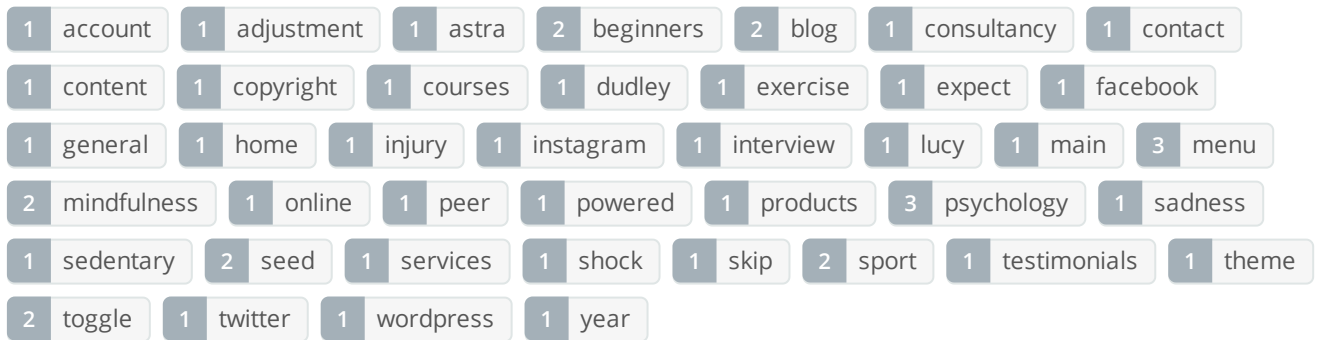 1 account 1 adjustment 1 astra 2 beginners 2 blog 1 consultancy 1 contact
1 content 1 copyright 1 courses 1 dudley 1 exercise 1 expect 1 facebook
1 general 1 home 1 injury 1 instagram 1 interview 1 lucy 1 main 3 menu
2 mindfulness 1 online 1 peer 1 powered 1 products 3 psychology 1 sadness
1 sedentary 2 seed 1 services 1 shock 1 skip 2 sport 1 testimonials 1 theme
2 toggle 1 twitter 1 wordpress 1 year